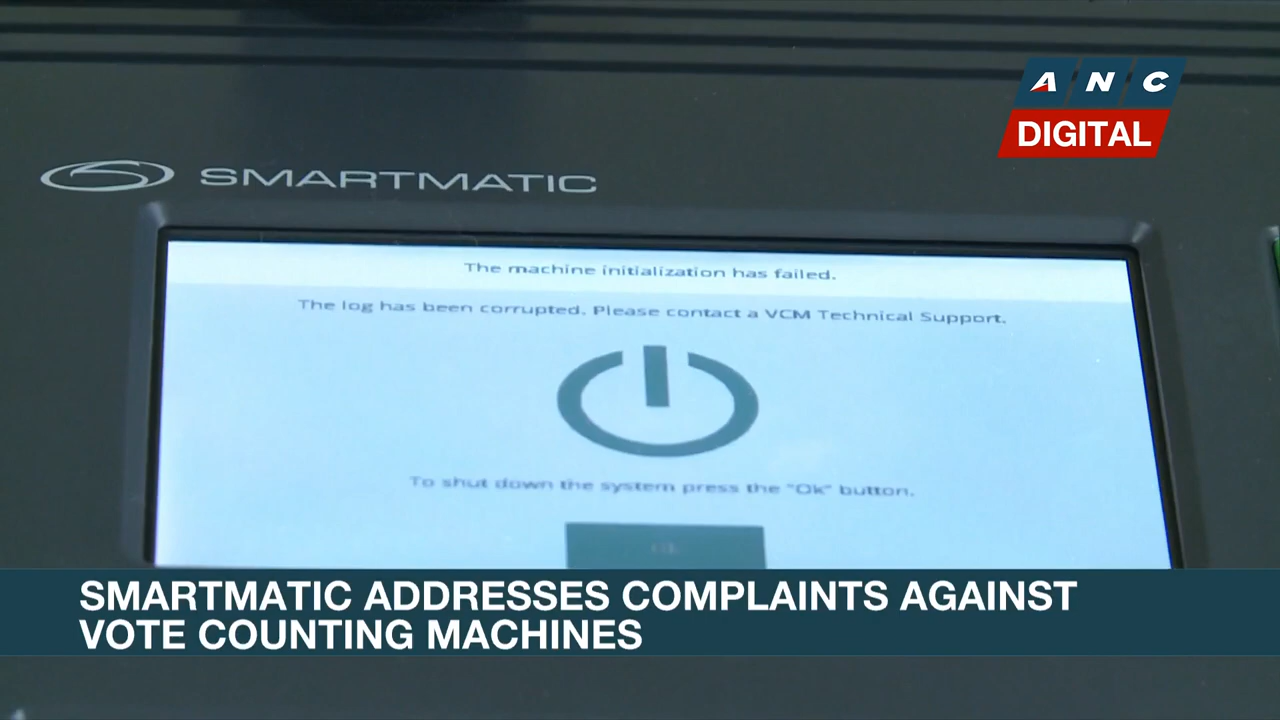 ANC
DIGITAL
SMARTMATIC
The machine initialization has failed.
The log has been corrupted. Please contact a VCM Technical Support.
To shut down the system press the "Ok" button.
Ok
SMARTMATIC ADDRESSES COMPLAINTS AGAINST
VOTE COUNTING MACHINES